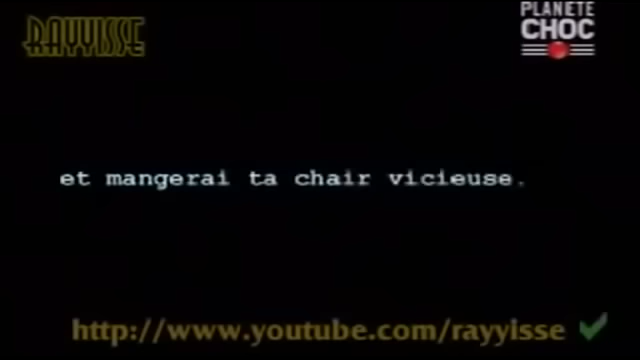 RAYYISSE
PLANETE
CHOC
et mangerai ta chair vicieuse.
http://www.youtube.com/rayyisse